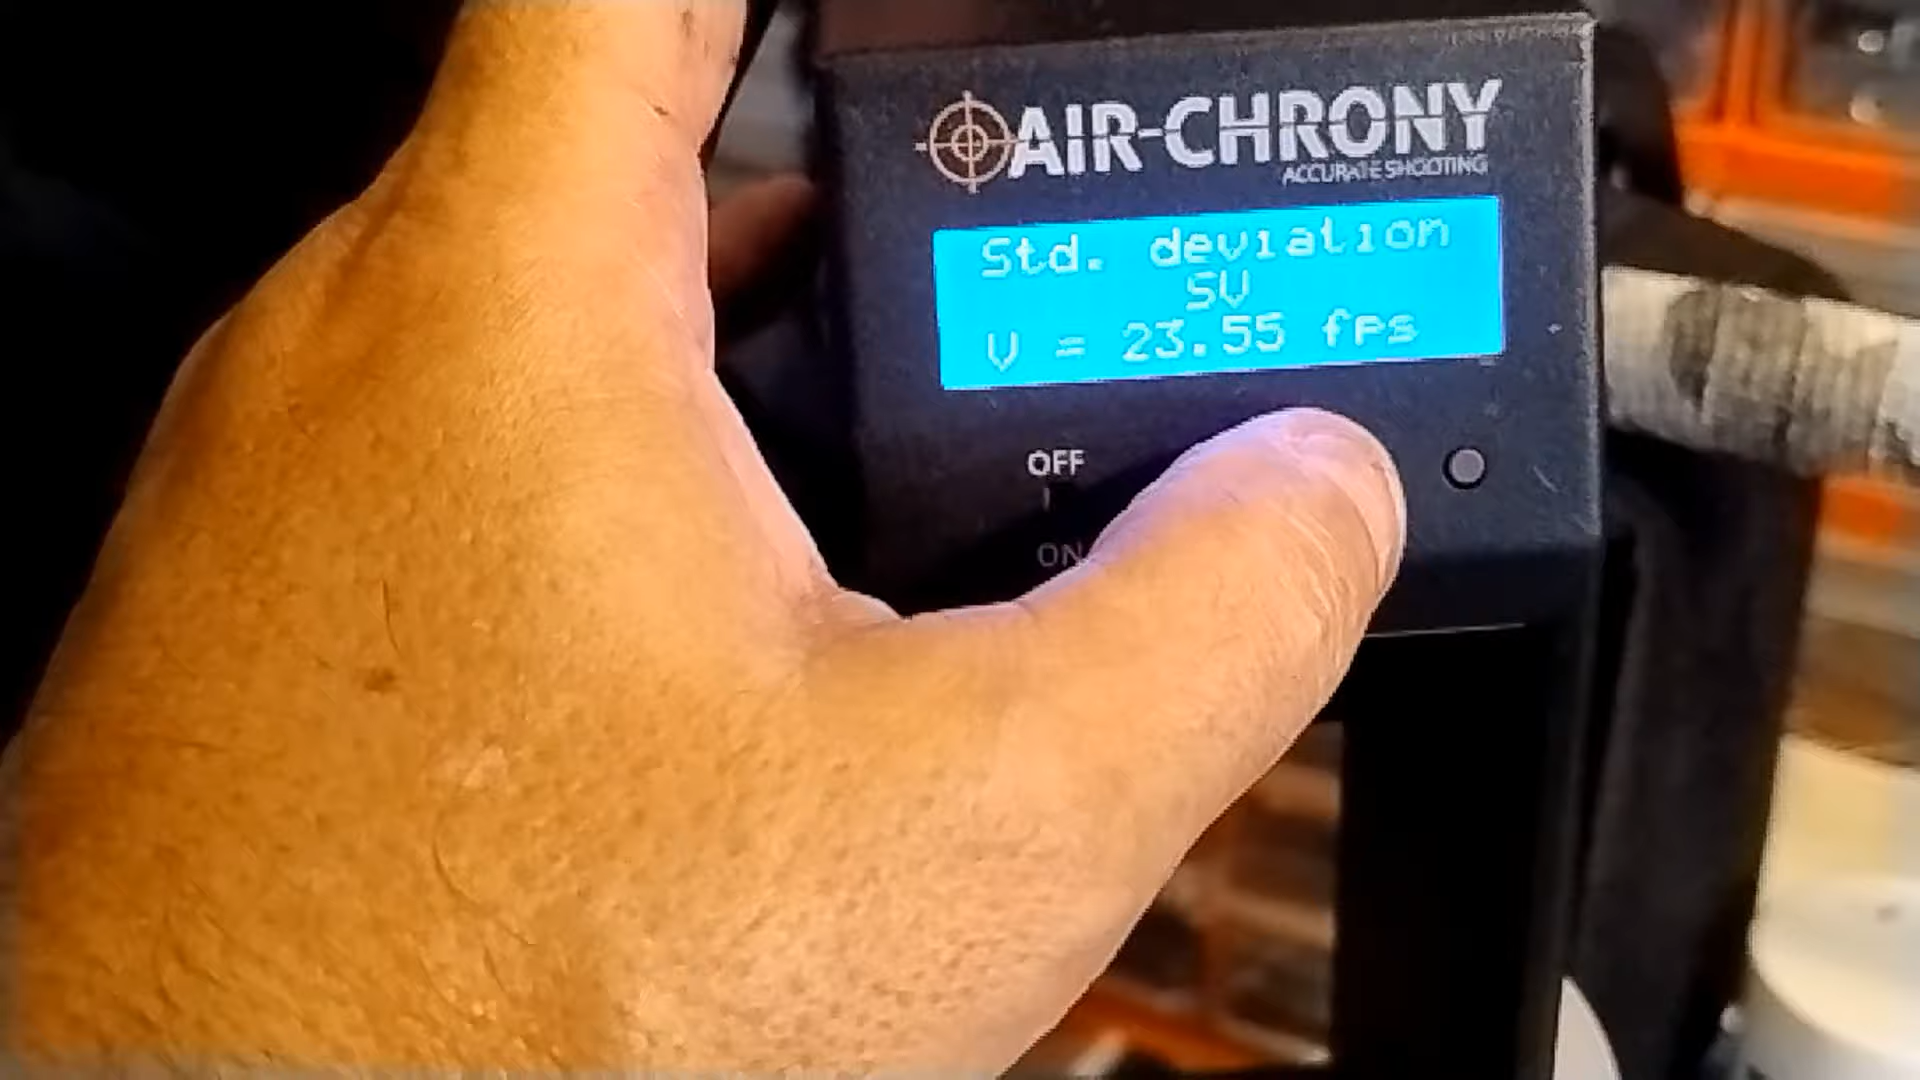 AIR-CHRONY
ACCURATE SHOOTING
Std. deviation
SV
V = 23.55 fps
OFF
ON